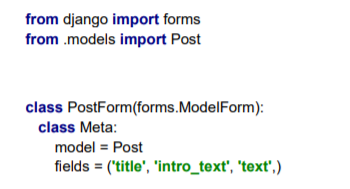 from django import forms
from .models import Post
class PostForm(forms.ModelForm):
class Meta:
model = Post
fields = ('title', 'intro_text', 'text',)